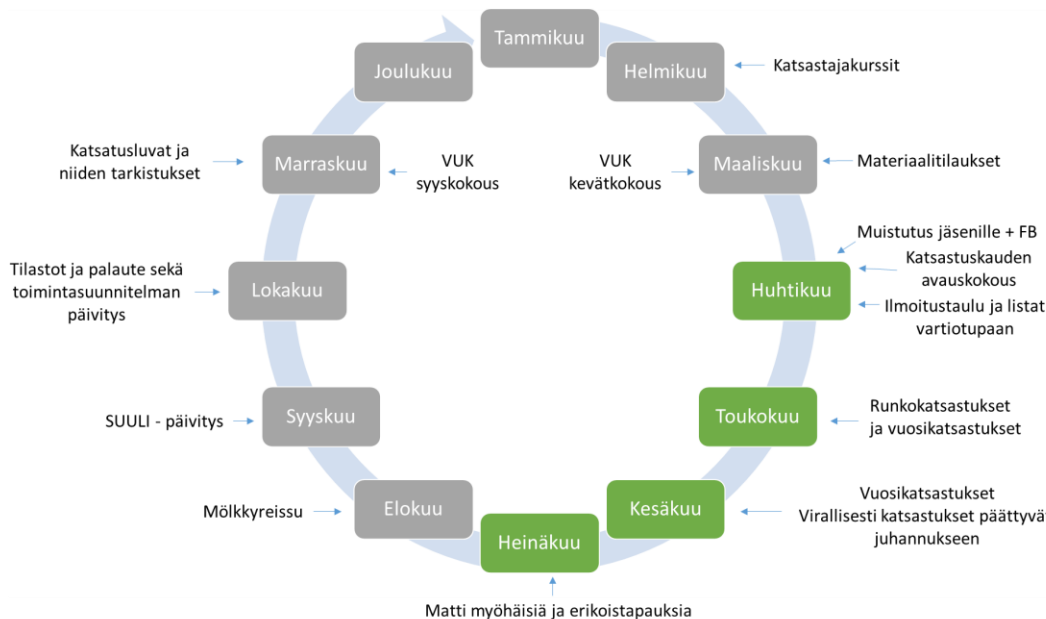 Tammikuu
Helmikuu
Katsastajakurssit
Maaliskuu
Materiaalitilaukset
VUK
kevätkokous
Huhtikuu
Muistutus jäsenille + FB
Katsastuskauden
avauskokous
Ilmoitustaulu ja listat
vartiotupaan
Toukokuu
Runkokatsastukset
ja vuosikatsastukset
Kesäkuu
Vuosikatsastukset
Virallisesti katsastukset päättyvä
juhannukseen
Heinäkuu
Matti myöhäisiä ja erikoistapauksia
Elokuu
Mölkkyreissu
Syyskuu
SUULI - päivitys
Lokakuu
Tilastot ja palaute sekä
toimintasuunnitelman
päivitys
Marraskuu
Katsatusluvat ja
niiden tarkistukset
VUK
syyskokous
Joulukuu